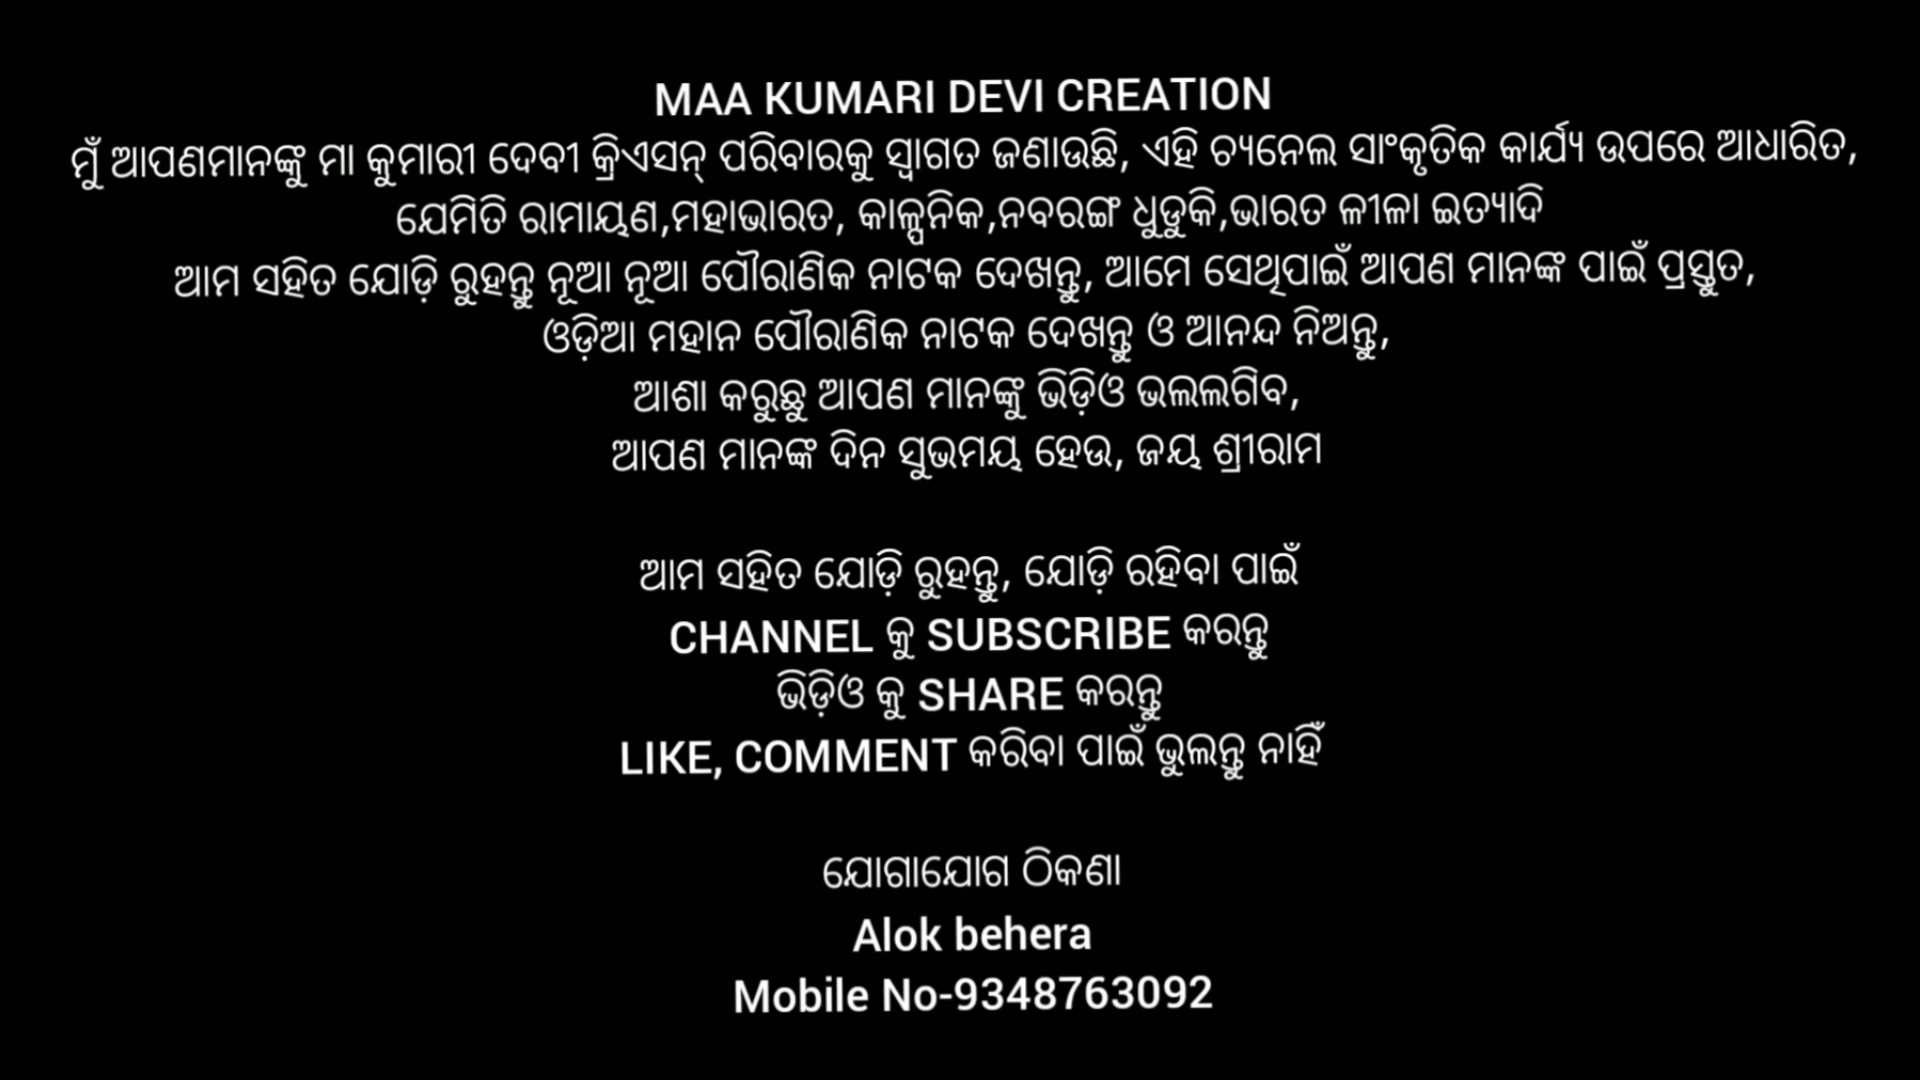 MAA KUMARI DEVI CREATION
ମୁଁ ଆପଣମାନଙ୍କୁ ମା କୁମାରୀ ଦେବୀ କ୍ରିଏସନ୍ ପରିବାରକୁ ସ୍ଵାଗତ ଜଣାଉଛି, ଏହି ଚ୍ୟନେଲ ସାଂକୃତିକ କାର୍ଯ୍ୟ ଉପରେ ଆଧାରିତ,
ଯେମିତି ରାମାୟଣ,ମହାଭାରତ, କାଳ୍ପନିକ,ନବରଙ୍ଗ ଧୁଡୁକି,ଭାରତ ଳୀଳା ଇତ୍ୟାଦି
ଆମ ସହିତ ଯୋଡ଼ି ରୁହନ୍ତୁ ନୂଆ ନୂଆ ପୌରାଣିକ ନାଟକ ଦେଖନ୍ତୁ, ଆମେ ସେଥିପାଇଁ ଆପଣ ମାନଙ୍କ ପାଇଁ ପ୍ରସ୍ତୁତ,
ଓଡ଼ିଆ ମହାନ ପୌରାଣିକ ନାଟକ ଦେଖନ୍ତୁ ଓ ଆନନ୍ଦ ନିଅନ୍ତୁ,
ଆଶା କରୁଛୁ ଆପଣ ମାନଙ୍କୁ ଭିଡ଼ିଓ ଭଲଲଗିବ,
ଆପଣ ମାନଙ୍କ ଦିନ ସୁଭମୟ ହେଉ, ଜୟ ଶ୍ରୀରାମ
ଆମ ସହିତ ଯୋଡ଼ି ରୁହନ୍ତୁ, ଯୋଡ଼ି ରହିବା ପାଇଁ
CHANNEL କୁ SUBSCRIBE କରନ୍ତୁ
ଭିଡ଼ିଓ କୁ SHARE କରନ୍ତୁ
LIKE, COMMENT କରିବା ପାଇଁ ଭୁଲନ୍ତୁ ନାହିଁ
ଯୋଗାଯୋଗ ଠିକଣା
Alok behera
Mobile No-9348763092